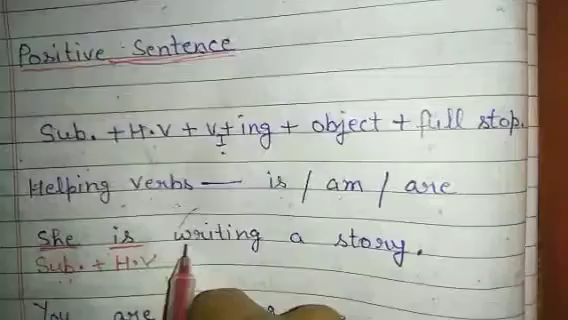 Positive Sentence
Sub. + H.V + V+ing + object + full stop.
I
Helping verbs — is / am / are
She is writing a story.
Sub. + H.V
You are